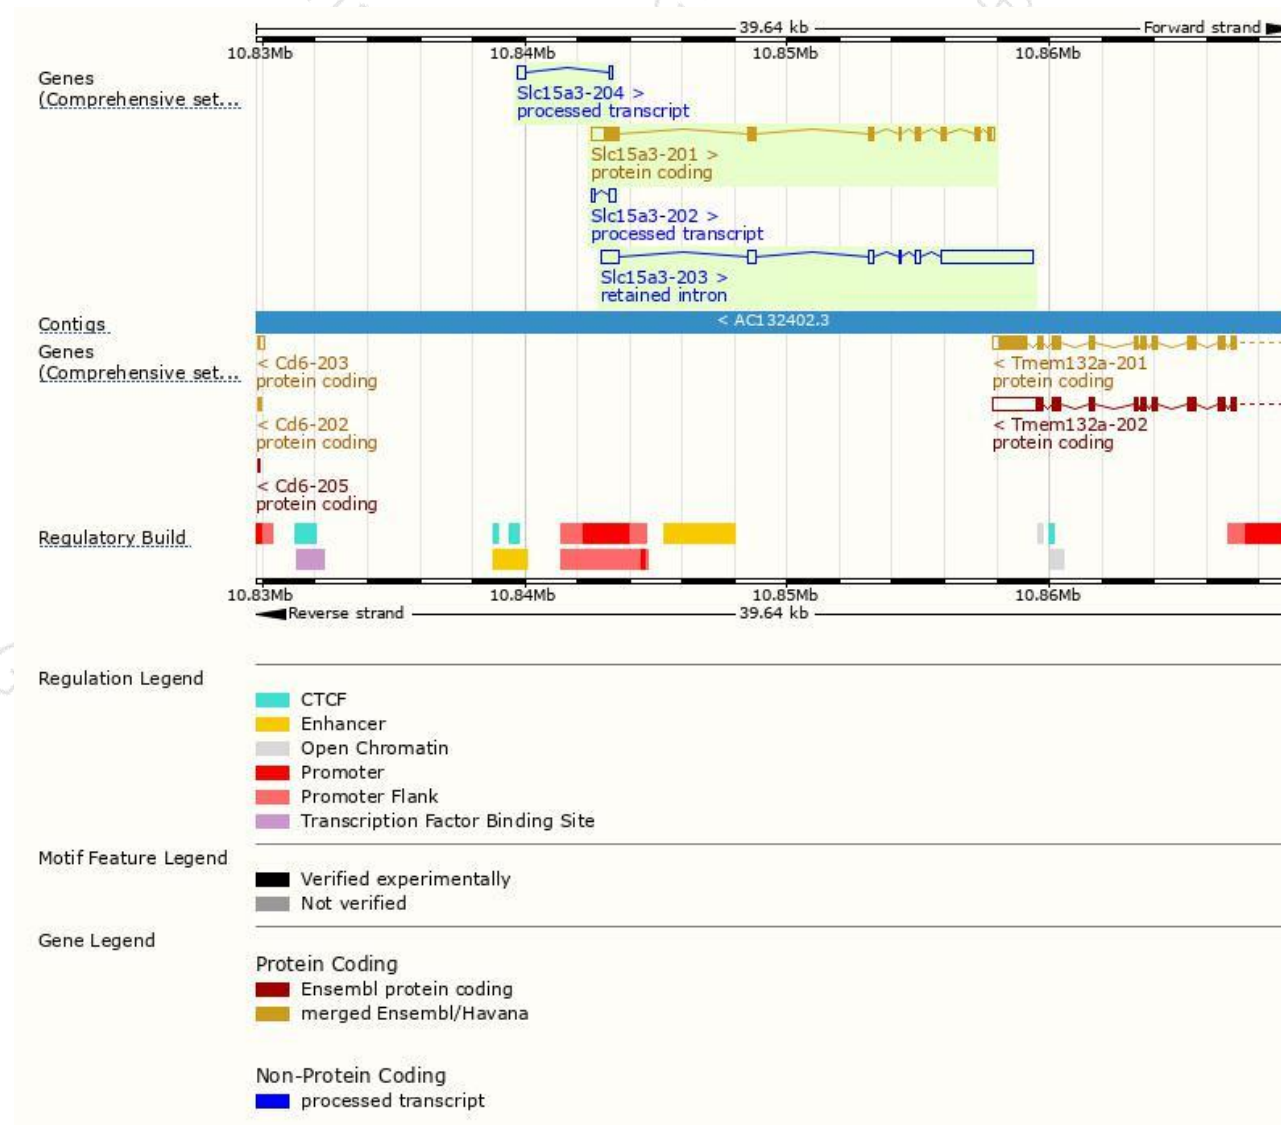 39.64 kb Forward strand
10.83Mb 10.84Mb 10.85Mb 10.86Mb
Genes
(Comprehensive set...
Slc15a3-204 >
processed transcript
Slc15a3-201 >
protein coding
Slc15a3-202 >
processed transcript
Slc15a3-203 >
retained intron
Contigs
< AC132402.3
Genes
(Comprehensive set...
< Cd6-203 < Tmem132a-201
protein coding protein coding
< Cd6-202 < Tmem132a-202
protein coding protein coding
< Cd6-205
protein coding
Regulatory Build
10.83Mb 10.84Mb 10.85Mb 10.86Mb
Reverse strand 39.64 kb
Regulation Legend
CTCF
Enhancer
Open Chromatin
Promoter
Promoter Flank
Transcription Factor Binding Site
Motif Feature Legend
Verified experimentally
Not verified
Gene Legend
Protein Coding
Ensembl protein coding
merged Ensembl/Havana
Non-Protein Coding
processed transcript